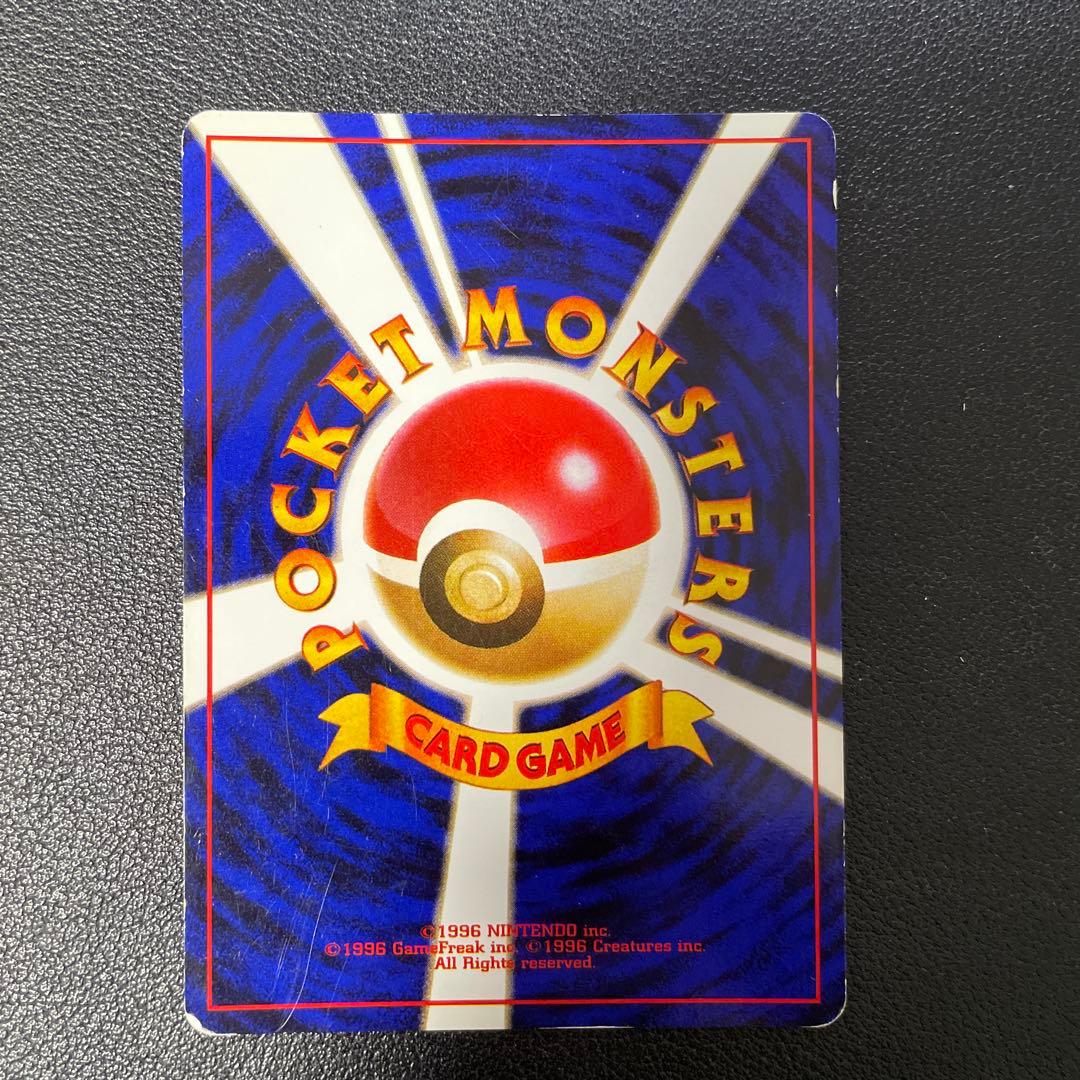 POCKET MONSTERS
CARD GAME
©1996 NINTENDO inc.
©1996 GameFreak inc. ©1996 Creatures inc.
All Rights reserved.